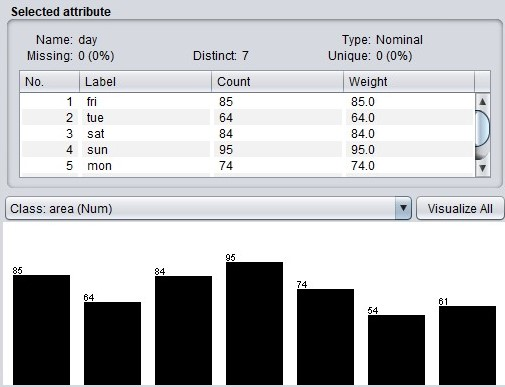 Selected attribute
Name: day Type: Nominal
Missing: 0 (0%) Distinct: 7 Unique: 0 (0%)
No. Label Count Weight
1 fri 85 85.0
2 tue 64 64.0
3 sat 84 84.0
4 sun 95 95.0
5 mon 74 74.0
Class: area (Num) Visualize All
85 64 84 95 74 54 61